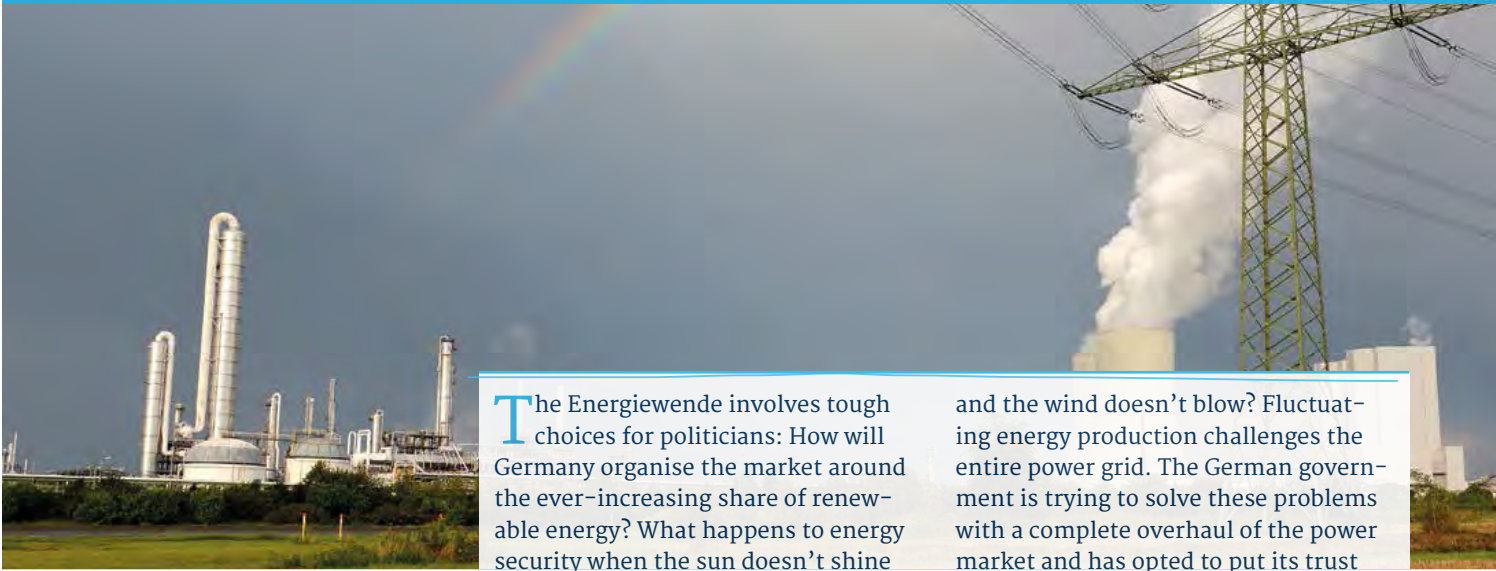 The Energiewende involves tough
choices for politicians: How will
Germany organise the market around
the ever-increasing share of renew-
able energy? What happens to energy
security when the sun doesn’t shine
and the wind doesn’t blow? Fluctuat-
ing energy production challenges the
entire power grid. The German govern-
ment is trying to solve these problems
with a complete overhaul of the power
market and has opted to put its trust